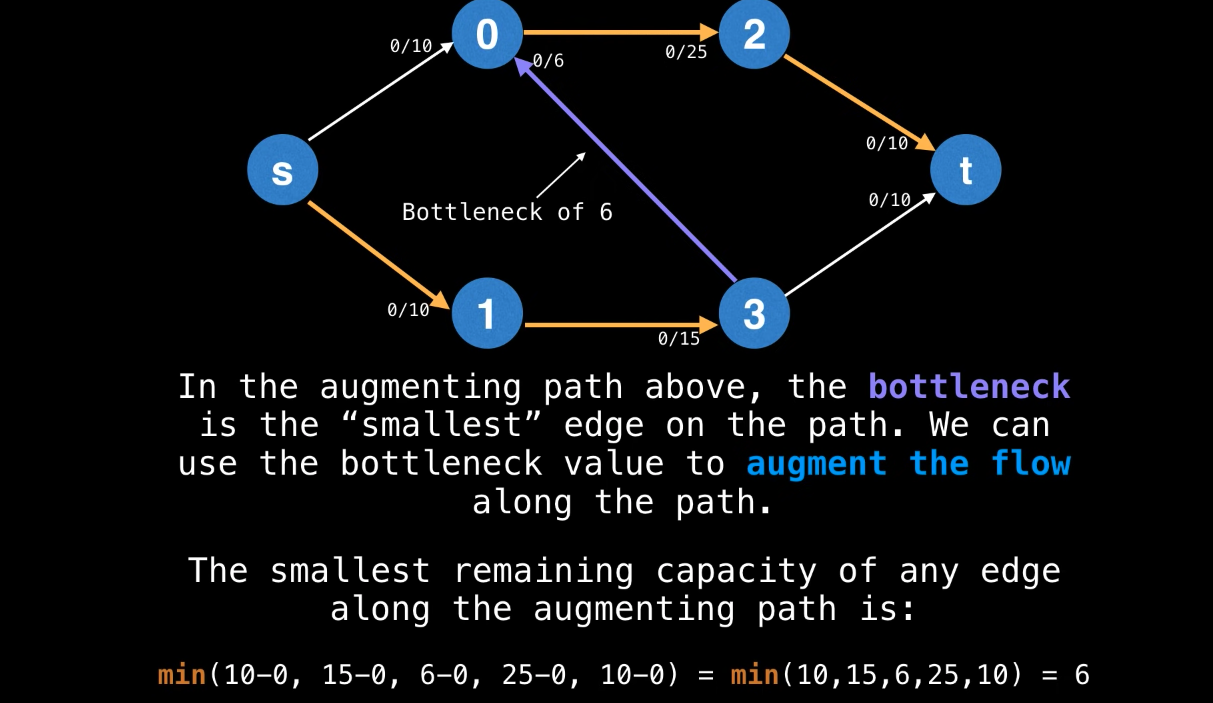 0
2
0/10
0/6
0/25
0/10
s
t
0/10
Bottleneck of 6
0/10
1
3
0/15
In the augmenting path above, the bottleneck
is the “smallest” edge on the path. We can
use the bottleneck value to augment the flow
along the path.
The smallest remaining capacity of any edge
along the augmenting path is:
min(10-0, 15-0, 6-0, 25-0, 10-0) = min(10,15,6,25,10) = 6